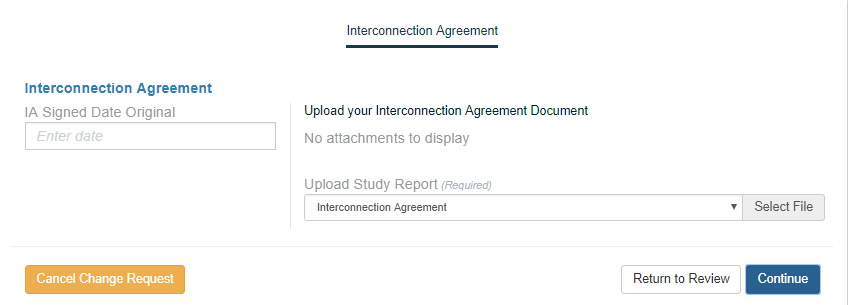 Interconnection Agreement
Interconnection Agreement
IA Signed Date Original
Enter date
Upload your Interconnection Agreement Document
No attachments to display
Upload Study Report (Required)
Interconnection Agreement ▼ Select File
Cancel Change Request
Return to Review Continue